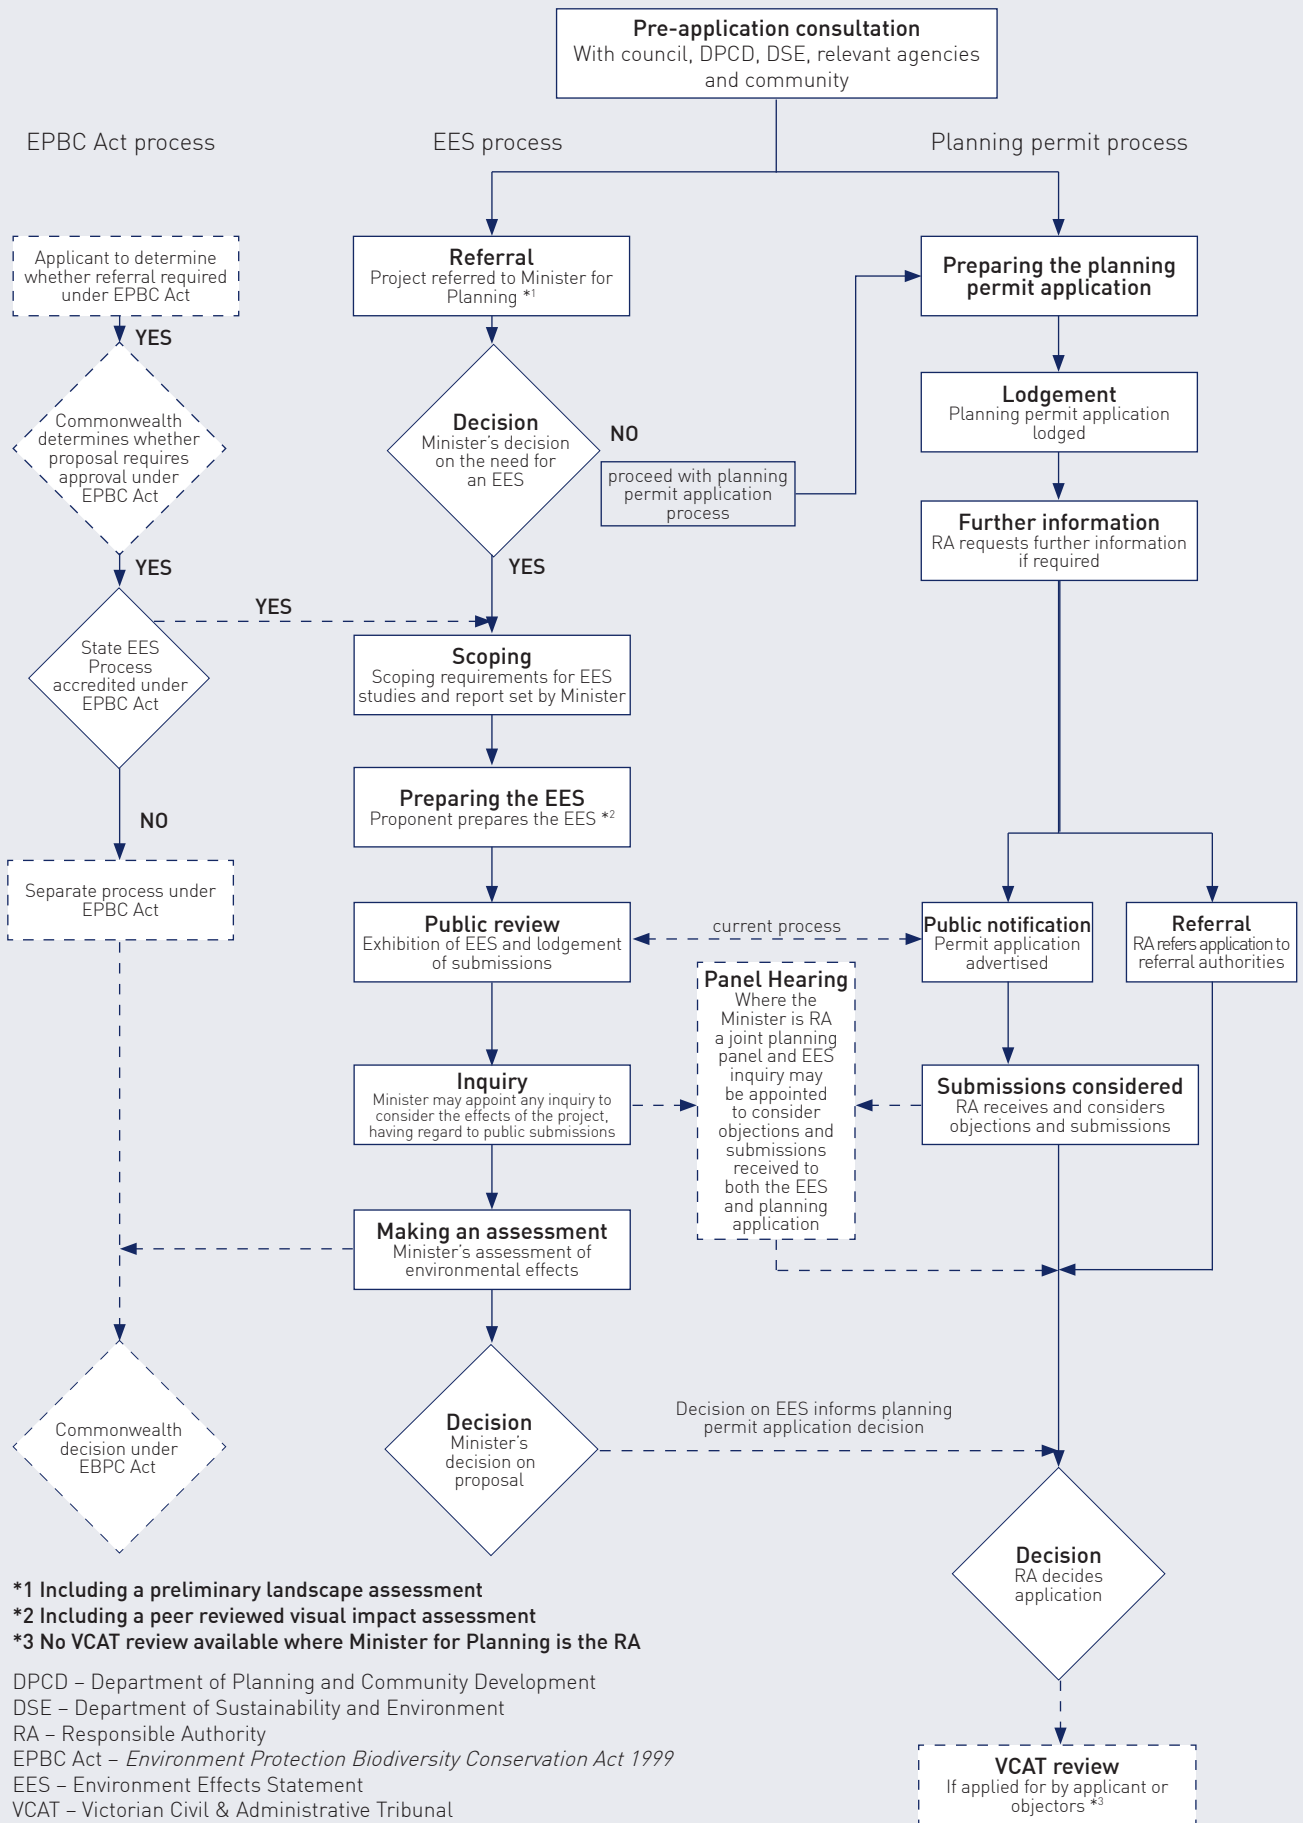 Pre-application consultation
With council, DPCD, DSE, relevant agencies
and community
EPBC Act process
EES process
Planning permit process
Applicant to determine
whether referral required
under EPBC Act
YES
Commonwealth
determines whether
proposal requires
approval under
EPBC Act
YES
State EES
Process
accredited under
EPBC Act
YES
NO
Separate process under
EPBC Act
Commonwealth
decision under
EBPC Act
Referral
Project referred to Minister for
Planning *1
Decision
Minister's decision
on the need for
an EES
NO
proceed with planning
permit application
process
YES
Scoping
Scoping requirements for EES
studies and report set by Minister
Preparing the EES
Proponent prepares the EES *2
Public review
Exhibition of EES and lodgement
of submissions
current process
Inquiry
Minister may appoint any inquiry to
consider the effects of the project,
having regard to public submissions
Making an assessment
Minister's assessment of
environmental effects
Decision
Minister's
decision on
proposal
Decision on EES informs planning
permit application decision
Panel Hearing
Where the
Minister is RA
a joint planning
panel and EES
inquiry may
be appointed
to consider
objections and
submissions
received to
both the EES
and planning
application
Preparing the planning
permit application
Lodgement
Planning permit application
lodged
Further information
RA requests further information
if required
Public notification
Permit application
advertised
Referral
RA refers application to
referral authorities
Submissions considered
RA receives and considers
objections and submissions
Decision
RA decides
application
VCAT review
If applied for by applicant or
objectors *3
*1 Including a preliminary landscape assessment
*2 Including a peer reviewed visual impact assessment
*3 No VCAT review available where Minister for Planning is the RA
DPCD – Department of Planning and Community Development
DSE – Department of Sustainability and Environment
RA – Responsible Authority
EPBC Act – Environment Protection Biodiversity Conservation Act 1999
EES – Environment Effects Statement
VCAT – Victorian Civil & Administrative Tribunal